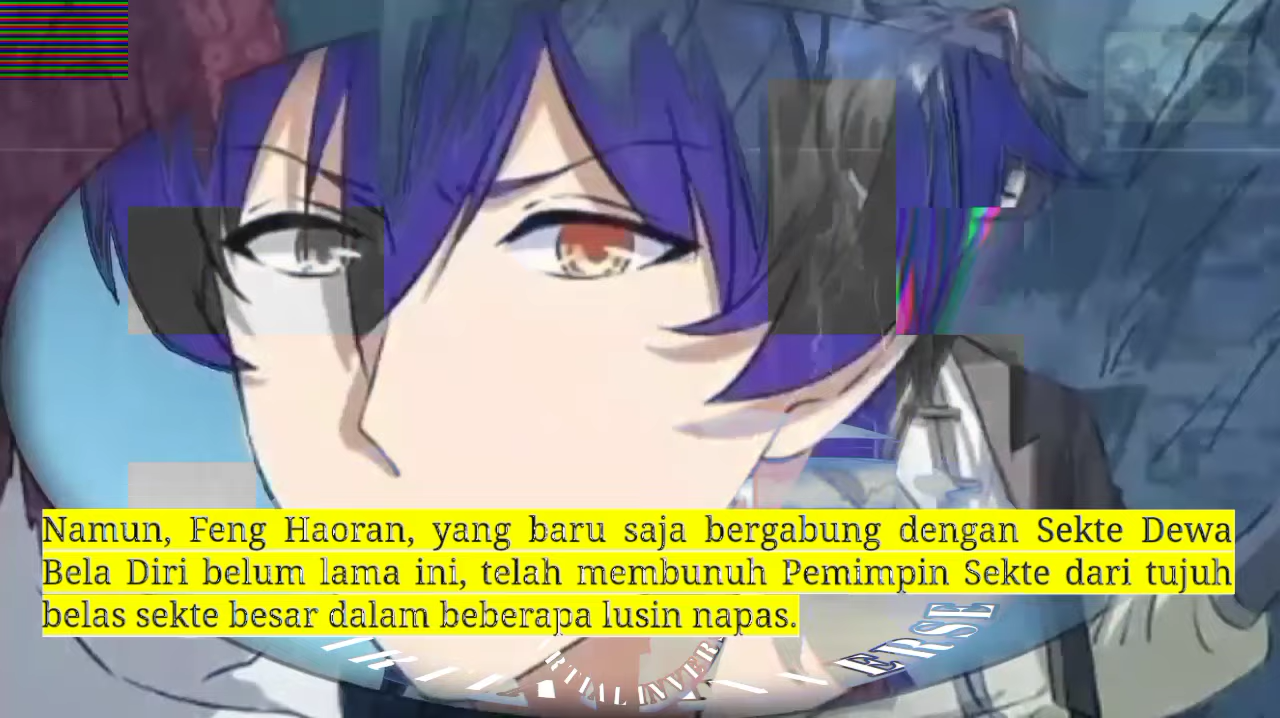 Namun, Feng Haoran, yang baru saja bergabung dengan Sekte Dewa
Bela Diri belum lama ini, telah membunuh Pemimpin Sekte dari tujuh
belas sekte besar dalam beberapa lusin napas.